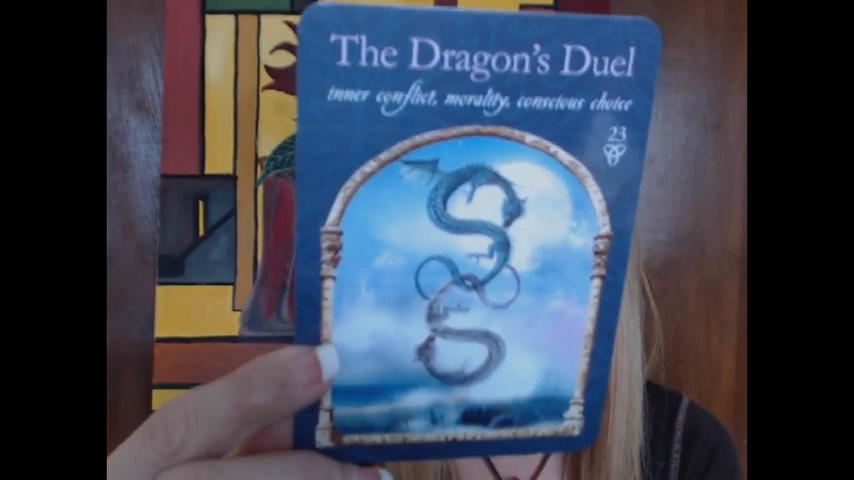 The Dragon's Duel
inner conflict, morality, conscious choice
23